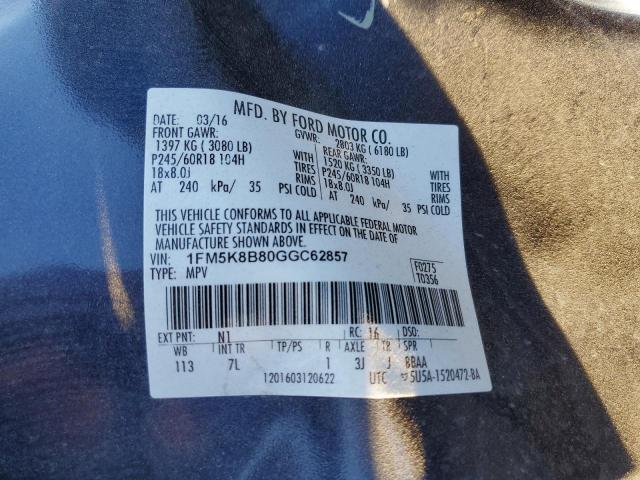 MFD. BY FORD MOTOR CO.
DATE: 03/16 GVWR: 2803 KG ( 6180 LB)
FRONT GAWR: REAR GAWR:
1397 KG ( 3080 LB) WITH 1520 KG ( 3350 LB) WITH
P245/60R18 104H TIRES P245/60R18 104H TIRES
18x8.0J RIMS 18x8.0J RIMS
AT 240 kPa/ 35 PSI COLD AT 240 kPa/ 35 PSI COLD
THIS VEHICLE CONFORMS TO ALL APPLICABLE FEDERAL MOTOR
VEHICLE SAFETY STANDARDS IN EFFECT ON THE DATE OF
MANUFACTURE SHOWN ABOVE.
VIN: 1FM5K8B80GGC62857
TYPE: MPV
F0275
T0356
EXT PNT: N1 RC: 16 DSO:
WB INT TR TP/PS R AXLE TR SPR
113 7L 1 3J J BBAA
1201603120622 UTC 5U5A-1520472-BA